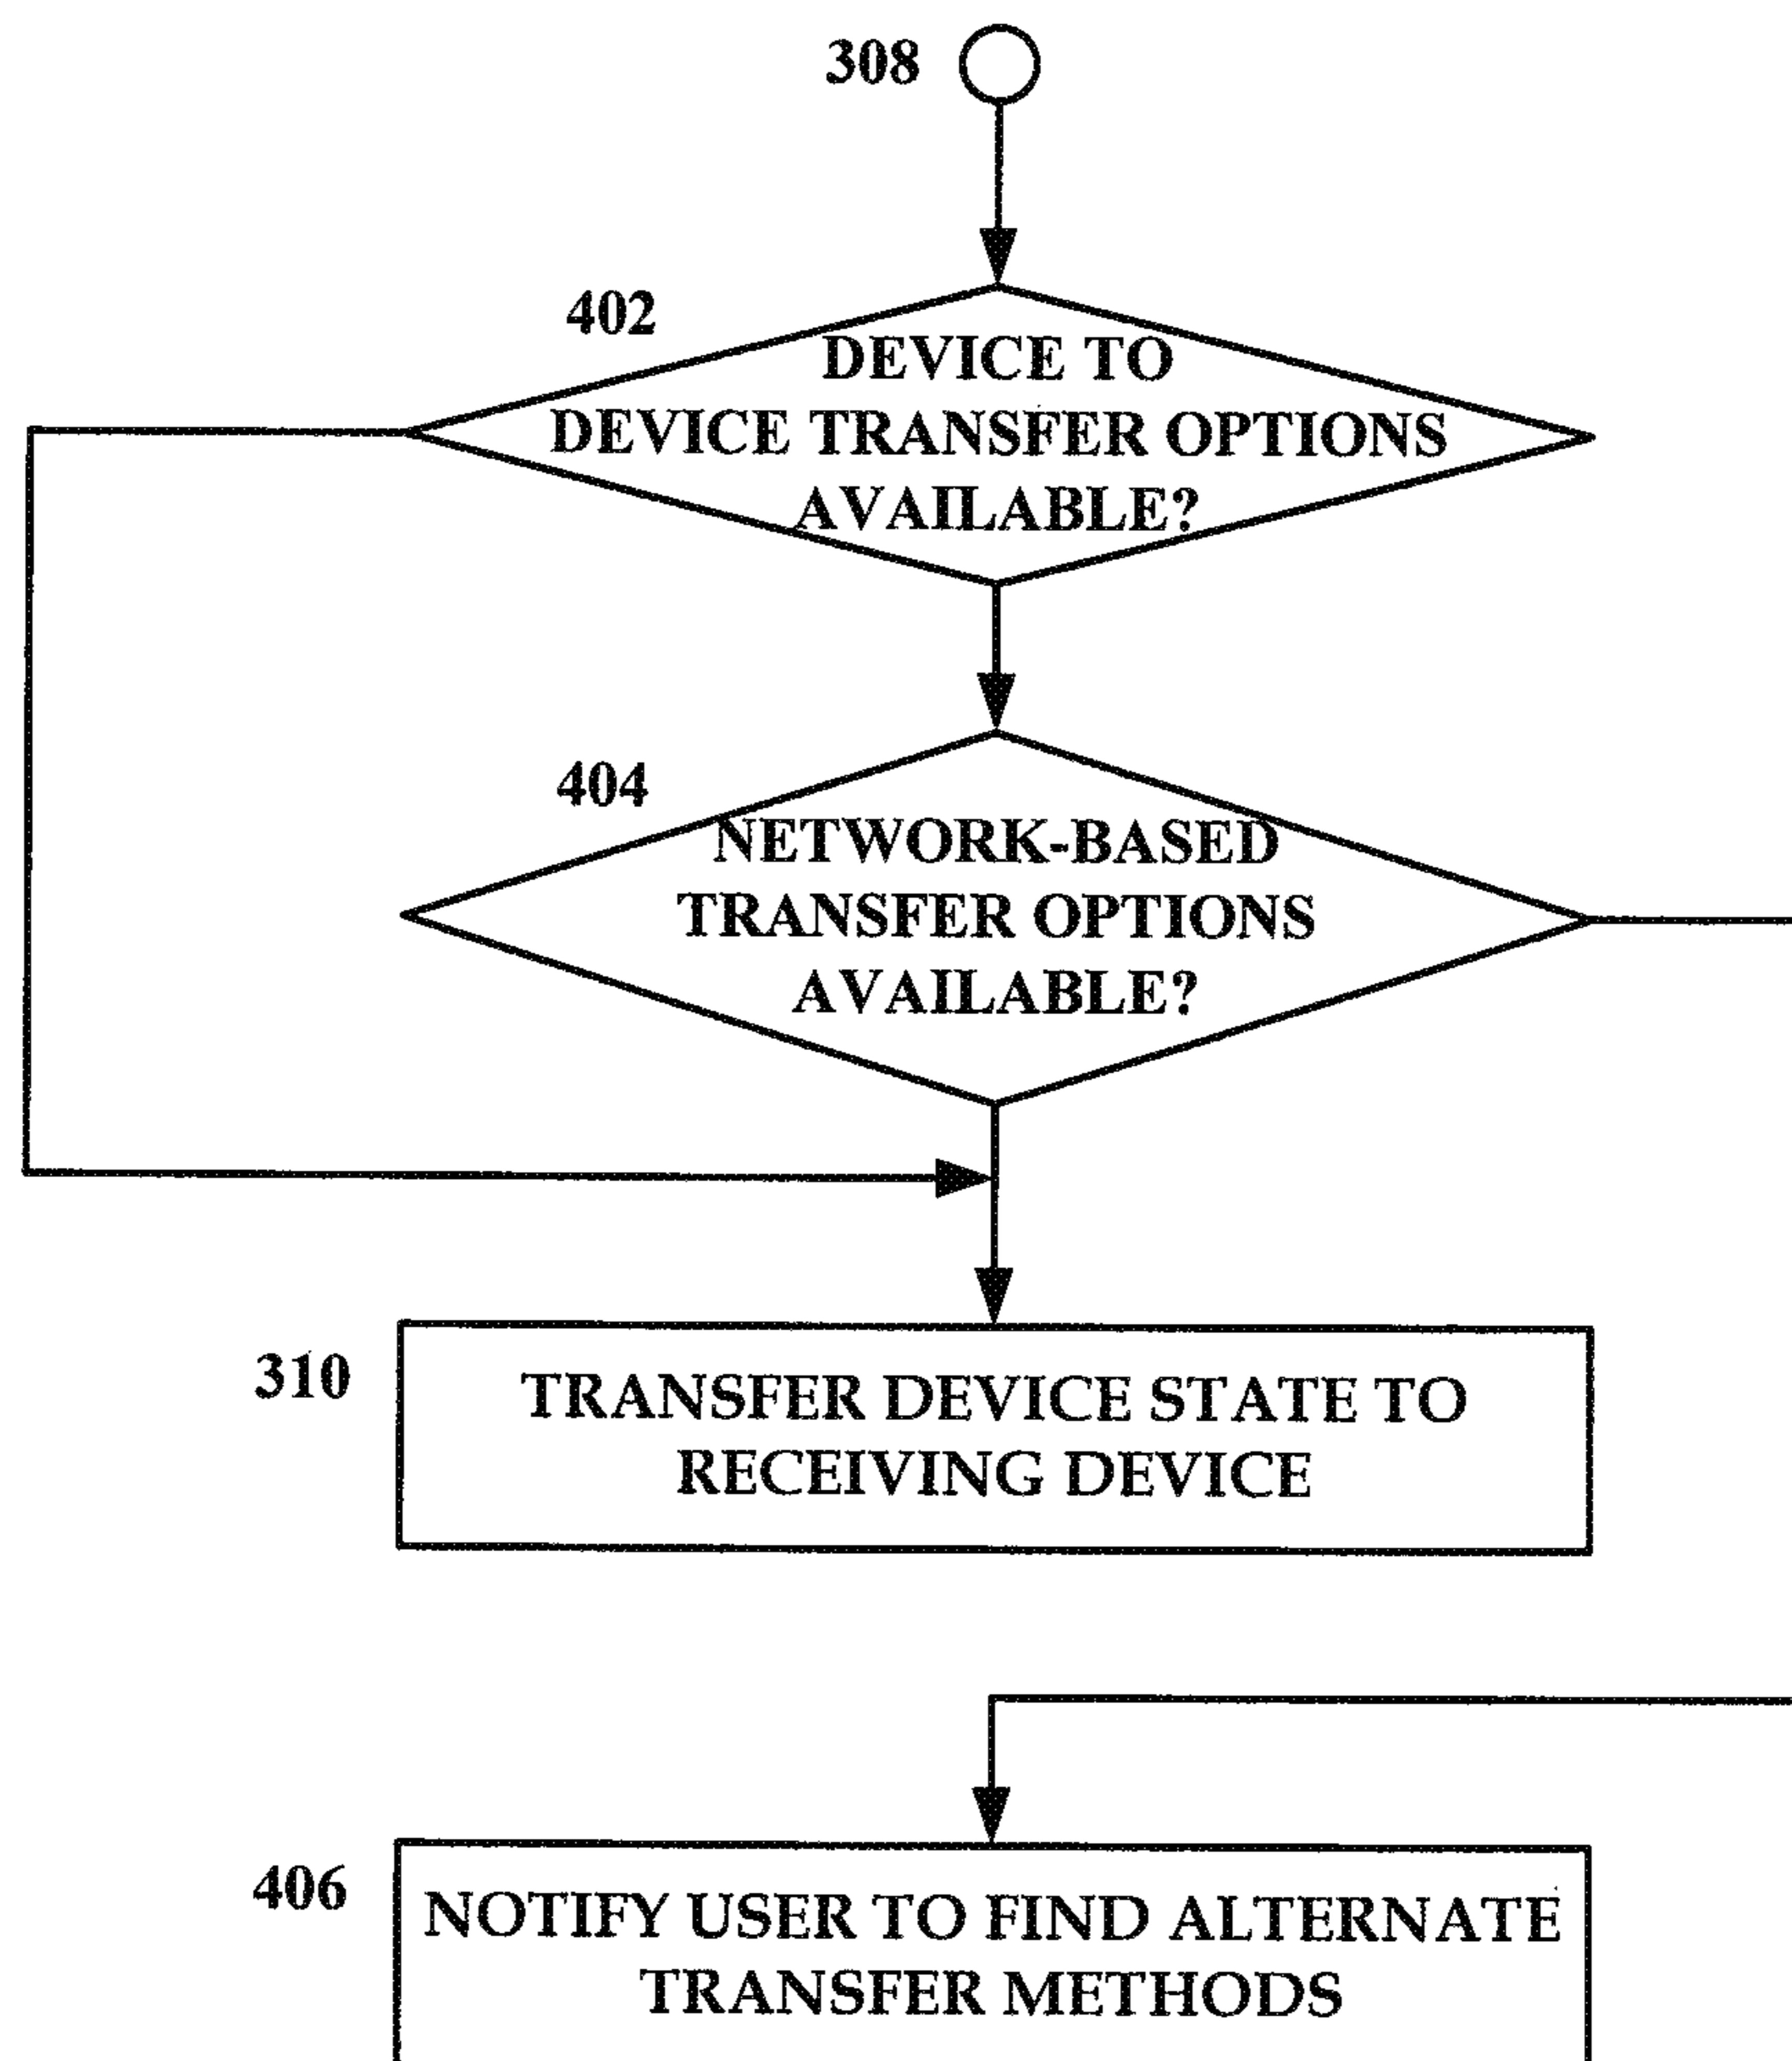 308
402
DEVICE TO
DEVICE TRANSFER OPTIONS
AVAILABLE?
404
NETWORK-BASED
TRANSFER OPTIONS
AVAILABLE?
310
TRANSFER DEVICE STATE TO
RECEIVING DEVICE
406
NOTIFY USER TO FIND ALTERNATE
TRANSFER METHODS